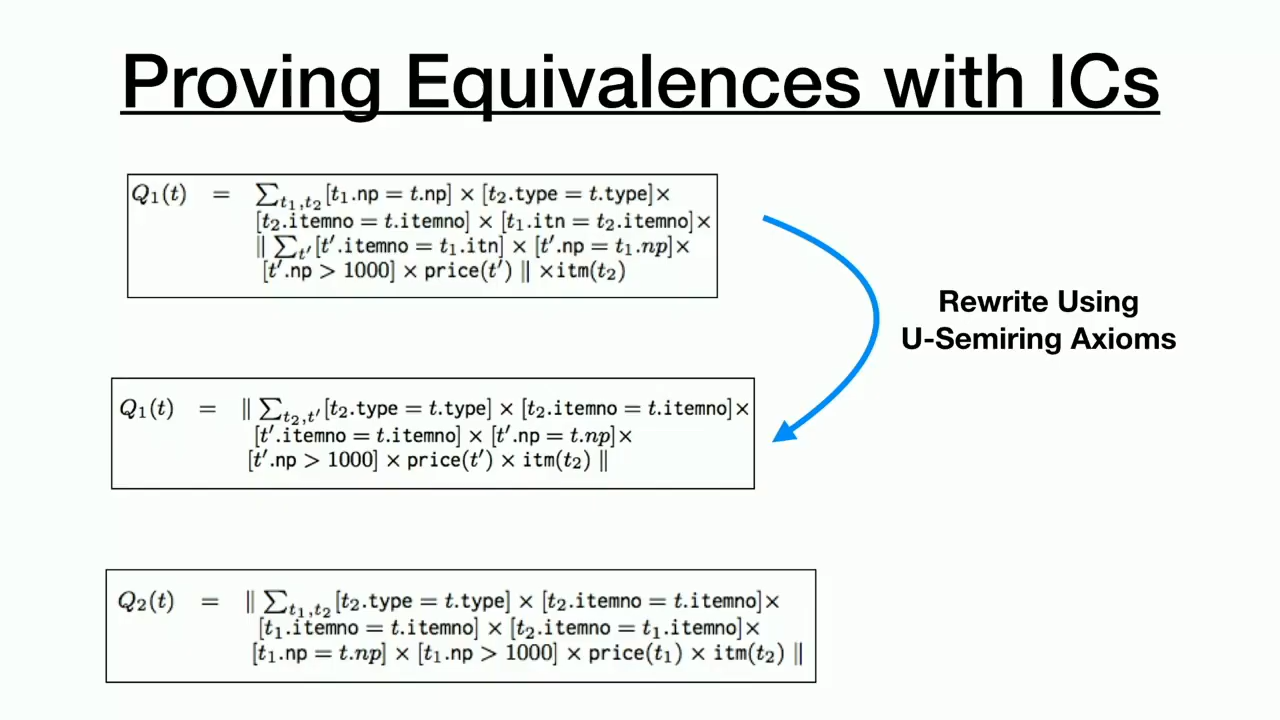 Proving Equivalences with ICs
Q₁(t) = ∑ₜ₁,ₜ₂[t₁.np = t.np] × [t₂.type = t.type]×
[t₂.itemno = t.itemno] × [t₁.itn = t₂.itemno]×
‖ ∑ₜ′[t′.itemno = t₁.itn] × [t′.np = t₁.np]×
[t′.np > 1000] × price(t′) ‖ ×itm(t₂)
Rewrite Using
U-Semiring Axioms
Q₁(t) = ‖ ∑ₜ₂,ₜ′[t₂.type = t.type] × [t₂.itemno = t.itemno]×
[t′.itemno = t.itemno] × [t′.np = t.np]×
[t′.np > 1000] × price(t′) × itm(t₂) ‖
Q₂(t) = ‖ ∑ₜ₁,ₜ₂[t₂.type = t.type] × [t₂.itemno = t.itemno]×
[t₁.itemno = t.itemno] × [t₂.itemno = t₁.itemno]×
[t₁.np = t.np] × [t₁.np > 1000] × price(t₁) × itm(t₂) ‖